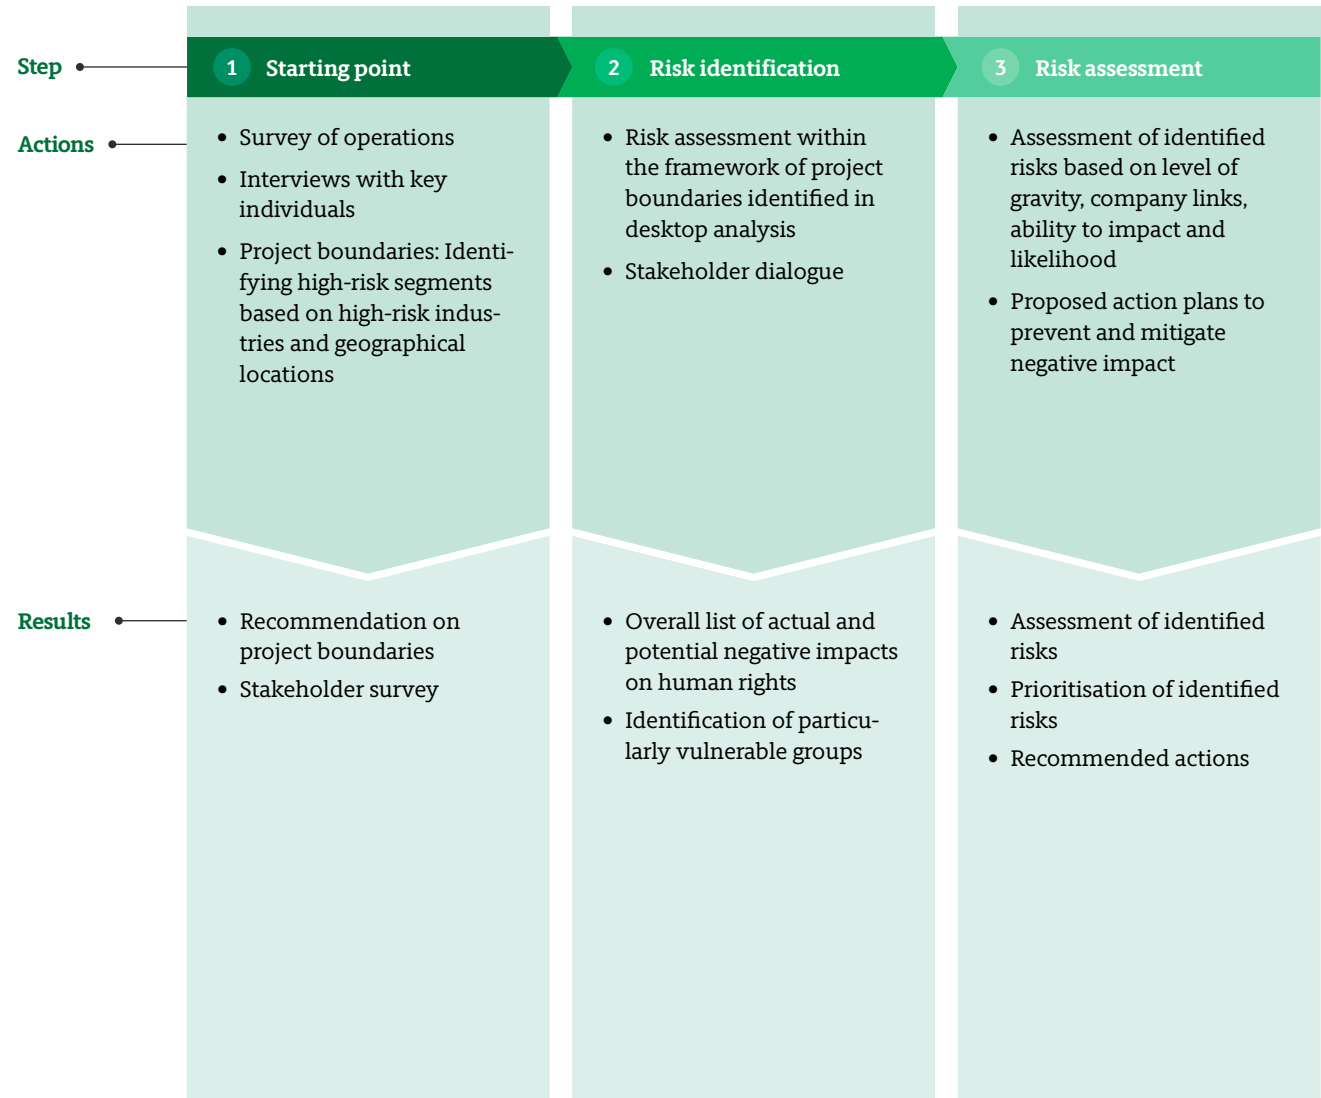 Step
1 Starting point
2 Risk identification
3 Risk assessment
Actions
• Survey of operations
• Interviews with key
individuals
• Project boundaries: Identi-
fying high-risk segments
based on high-risk indus-
tries and geographical
locations
• Risk assessment within
the framework of project
boundaries identified in
desktop analysis
• Stakeholder dialogue
• Assessment of identified
risks based on level of
gravity, company links,
ability to impact and
likelihood
• Proposed action plans to
prevent and mitigate
negative impact
Results
• Recommendation on
project boundaries
• Stakeholder survey
• Overall list of actual and
potential negative impacts
on human rights
• Identification of particu-
larly vulnerable groups
• Assessment of identified
risks
• Prioritisation of identified
risks
• Recommended actions